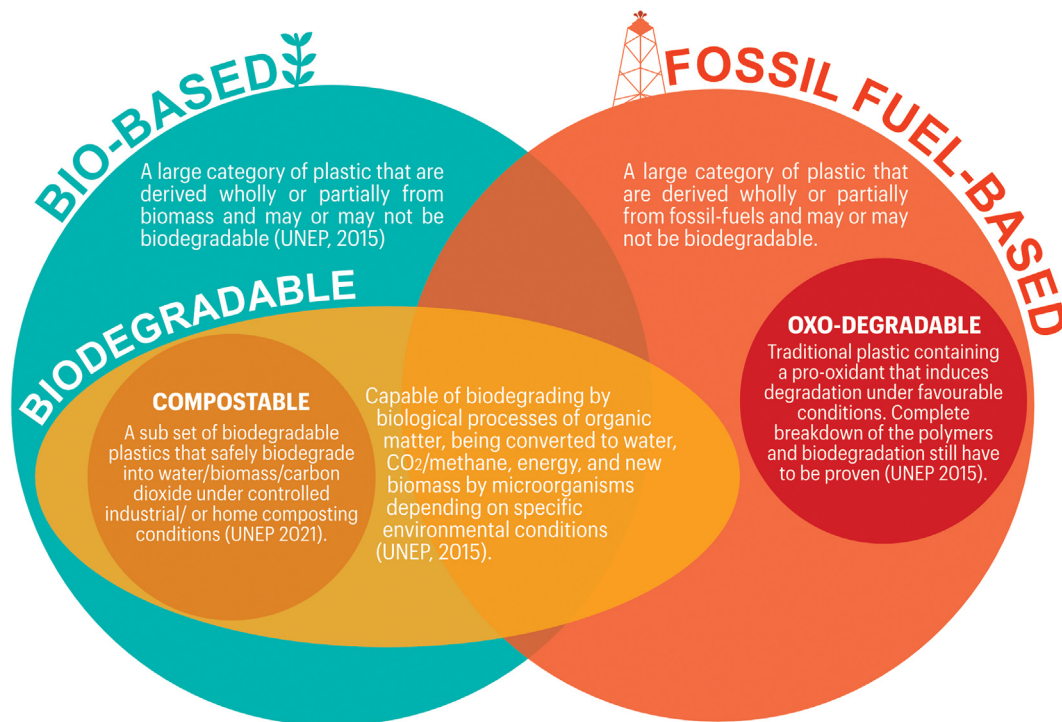 BIO-BASED
A large category of plastic that are
derived wholly or partially from
biomass and may or may not be
biodegradable (UNEP, 2015)
FOSSIL FUEL-BASED
A large category of plastic that
are derived wholly or partially
from fossil-fuels and may or may
not be biodegradable.
BIODEGRADABLE
COMPOSTABLE
A sub set of biodegradable
plastics that safely biodegrade
into water/biomass/carbon
dioxide under controlled
industrial/ or home composting
conditions (UNEP 2021).
Capable of biodegrading by
biological processes of organic
matter, being converted to water,
CO2/methane, energy, and new
biomass by microorganisms
depending on specific
environmental conditions
(UNEP, 2015).
OXO-DEGRADABLE
Traditional plastic containing
a pro-oxidant that induces
degradation under favourable
conditions. Complete
breakdown of the polymers
and biodegradation still have
to be proven (UNEP 2015).